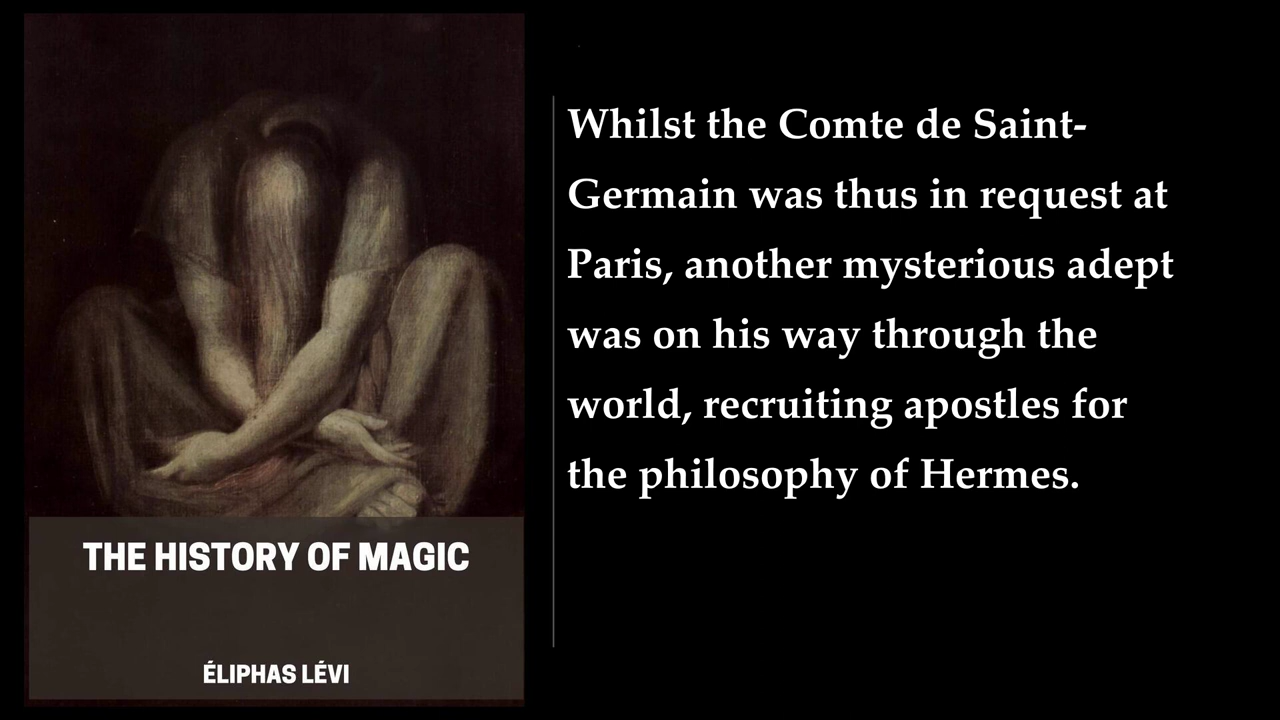 THE HISTORY OF MAGIC
ÉLIPHAS LÉVI
Whilst the Comte de Saint-
Germain was thus in request at
Paris, another mysterious adept
was on his way through the
world, recruiting apostles for
the philosophy of Hermes.